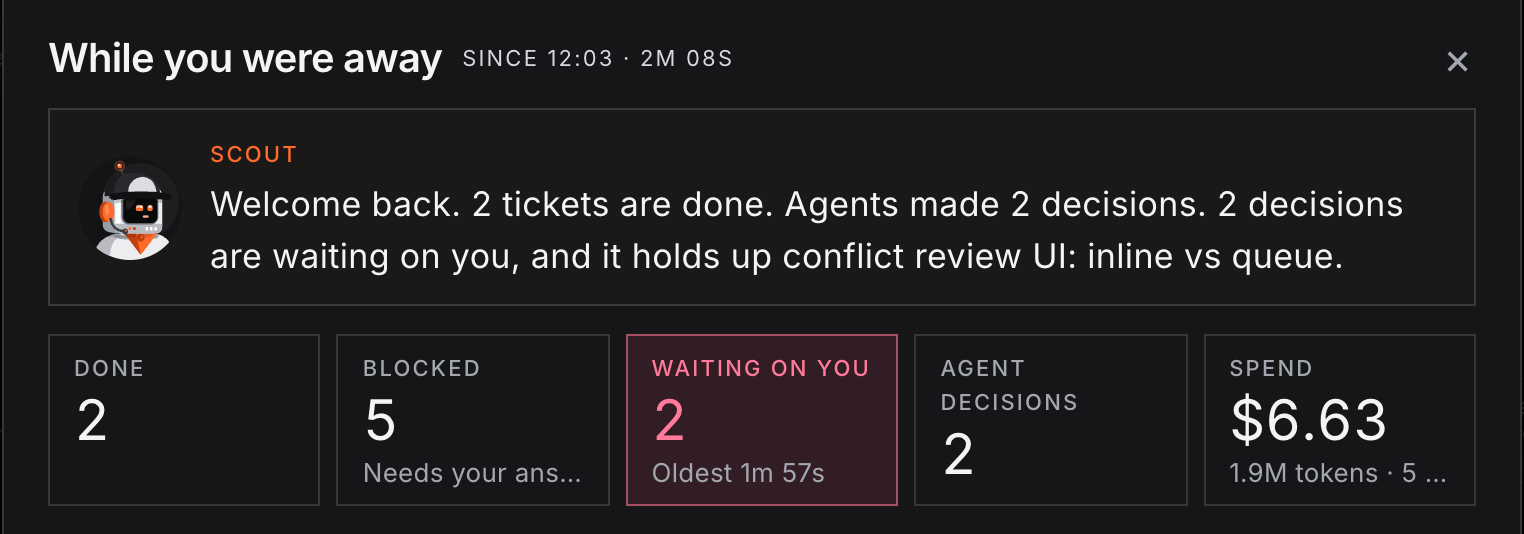 While you were away SINCE 12:03 · 2M 08S
SCOUT
Welcome back. 2 tickets are done. Agents made 2 decisions. 2 decisions
are waiting on you, and it holds up conflict review UI: inline vs queue.
DONE
2
BLOCKED
5
Needs your ans...
WAITING ON YOU
2
Oldest 1m 57s
AGENT
DECISIONS
2
SPEND
$6.63
1.9M tokens · 5 ...